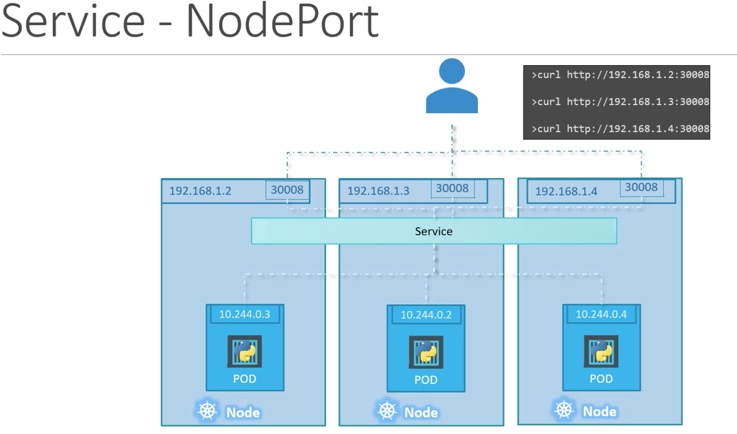 Service - NodePort
>curl http://192.168.1.2:30008
>curl http://192.168.1.3:30008
>curl http://192.168.1.4:30008
192.168.1.2 30008
192.168.1.3 30008
192.168.1.4 30008
Service
10.244.0.3
10.244.0.2
10.244.0.4
POD
POD
POD
Node
Node
Node